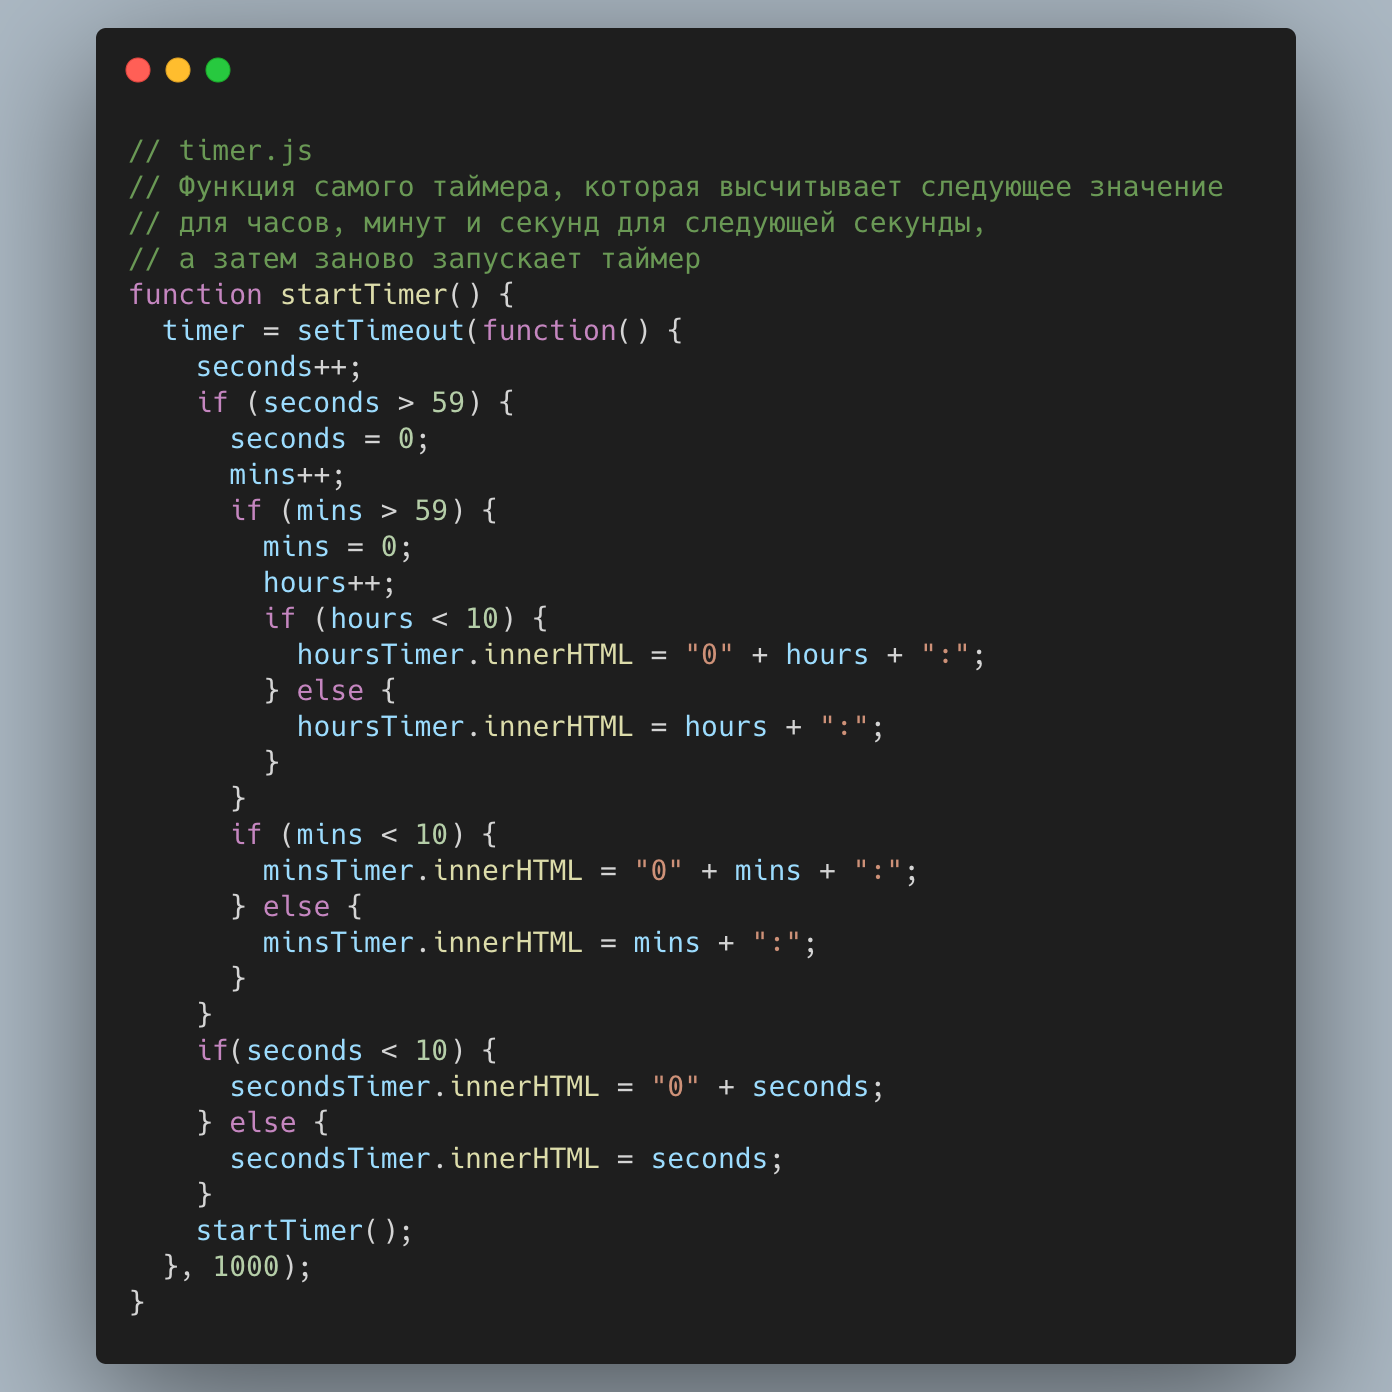 // timer.js
// Функция самого таймера, которая высчитывает следующее значение
// для часов, минут и секунд для следующей секунды,
// а затем заново запускает таймер
function startTimer() {
  timer = setTimeout(function() {
    seconds++;
    if (seconds > 59) {
      seconds = 0;
      mins++;
      if (mins > 59) {
        mins = 0;
        hours++;
        if (hours < 10) {
          hoursTimer.innerHTML = "0" + hours + ":";
        } else {
          hoursTimer.innerHTML = hours + ":";
        }
      }
      if (mins < 10) {
        minsTimer.innerHTML = "0" + mins + ":";
      } else {
        minsTimer.innerHTML = mins + ":";
      }
    }
    if(seconds < 10) {
      secondsTimer.innerHTML = "0" + seconds;
    } else {
      secondsTimer.innerHTML = seconds;
    }
    startTimer();
  }, 1000);
}